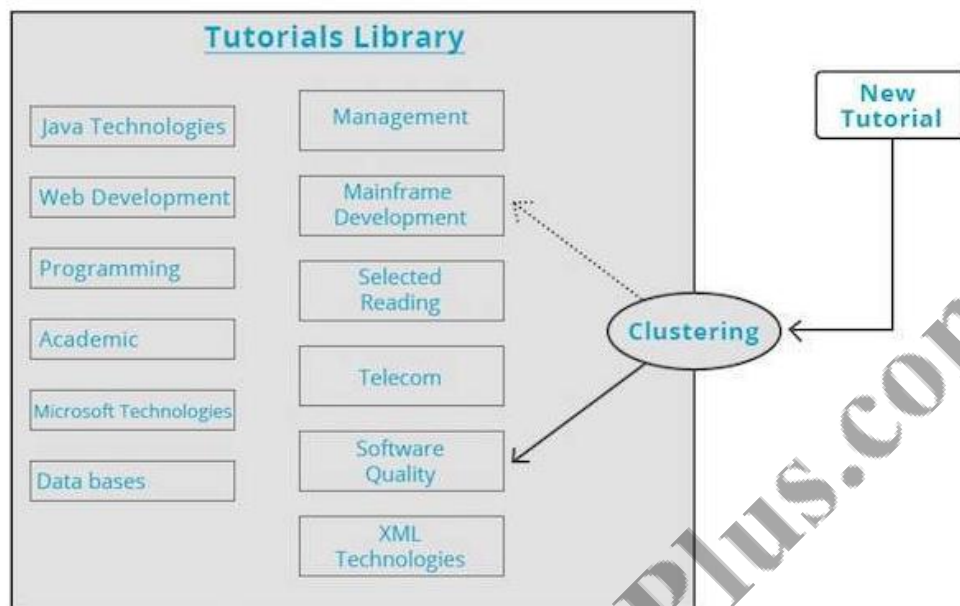 Tutorials Library
Java Technologies
Web Development
Programming
Academic
Microsoft Technologies
Data bases
Management
Mainframe
Development
Selected
Reading
Telecom
Software
Quality
XML
Technologies
Clustering
New
Tutorial